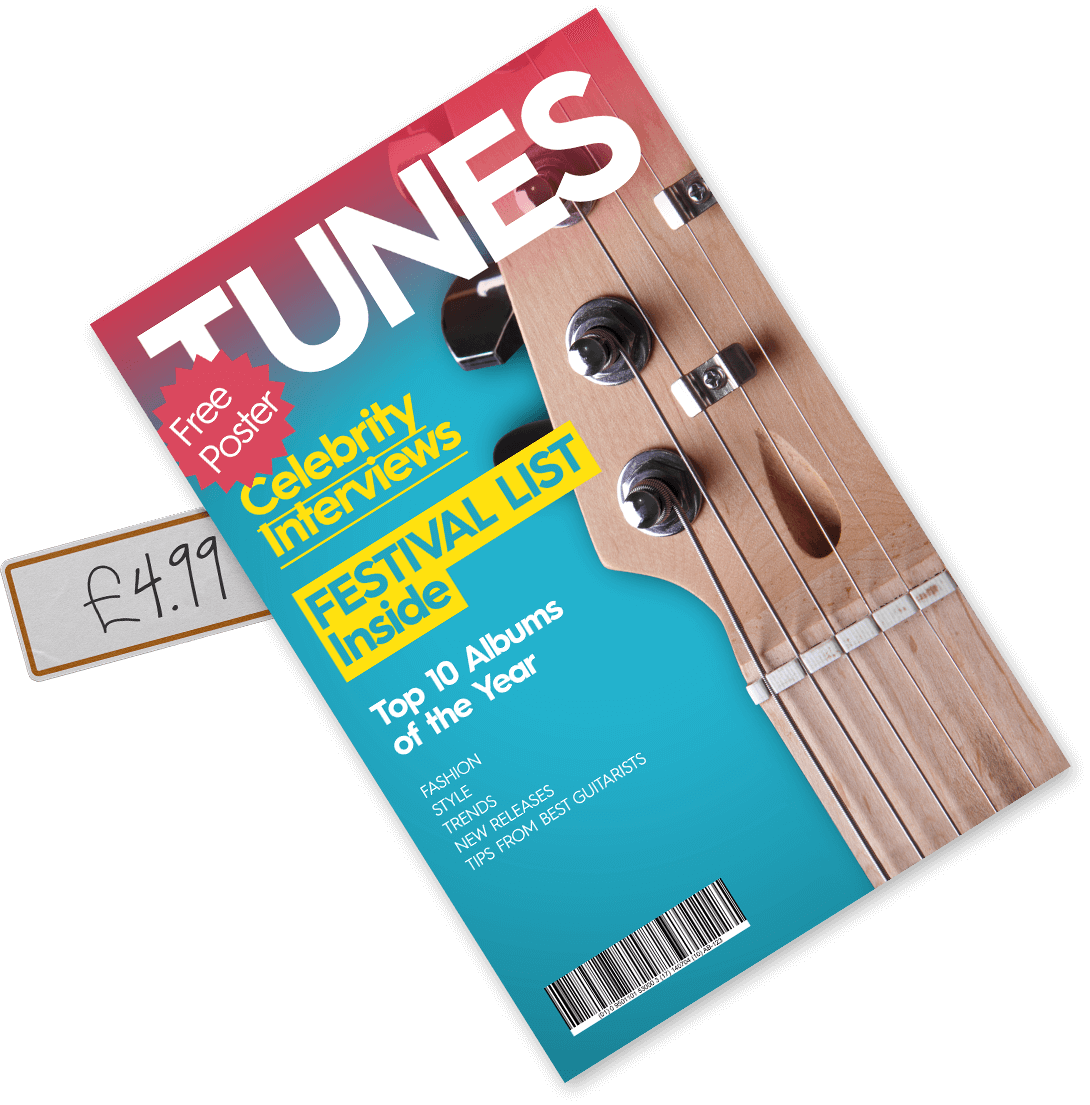 TUNES
Free
Poster
Celebrity
Interviews
£4.99
FESTIVAL LIST
Inside
Top 10 Albums
of the Year
FASHION
STYLE
TRENDS
NEW RELEASES
TIPS FROM BEST GUITARISTS